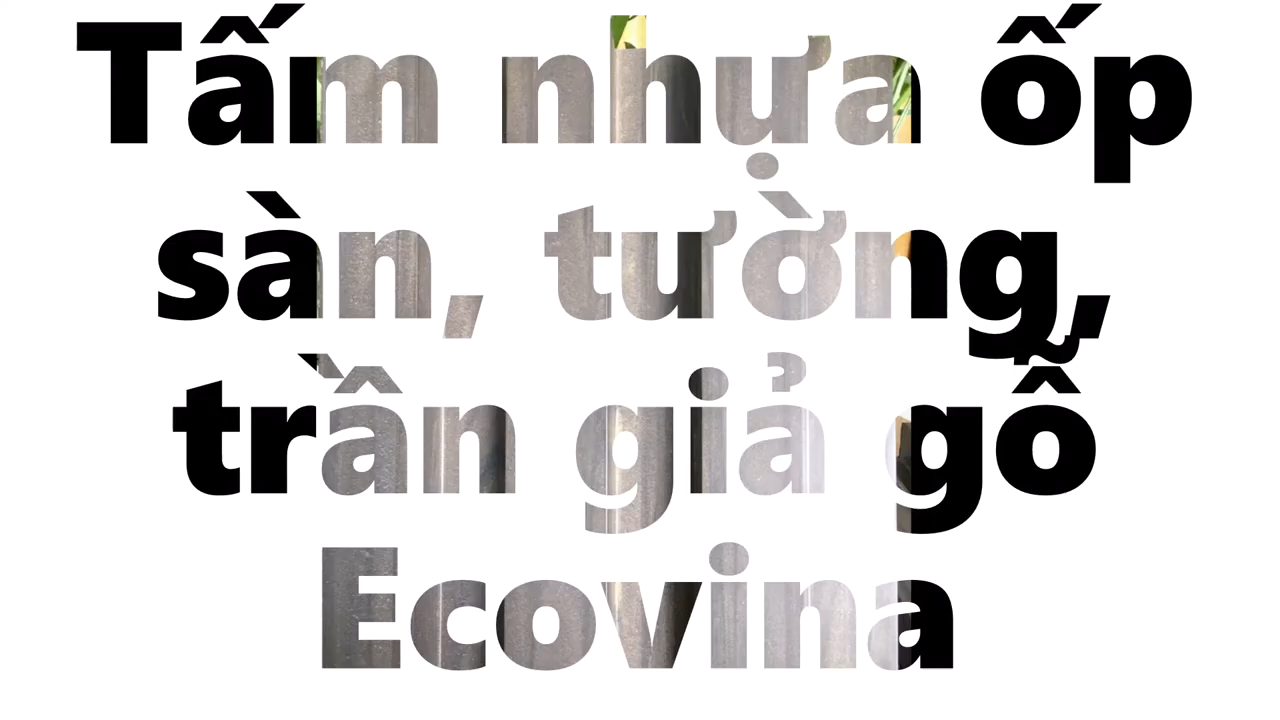 Tấm nhựa ốp
sàn, tường,
trần giả gỗ
Ecovina